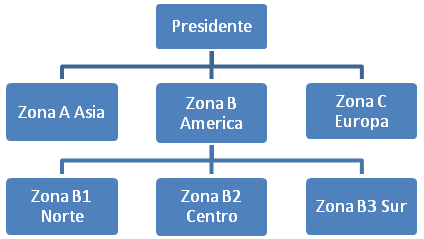 Presidente
Zona A Asia
Zona B
America
Zona C
Europa
Zona B1
Norte
Zona B2
Centro
Zona B3 Sur